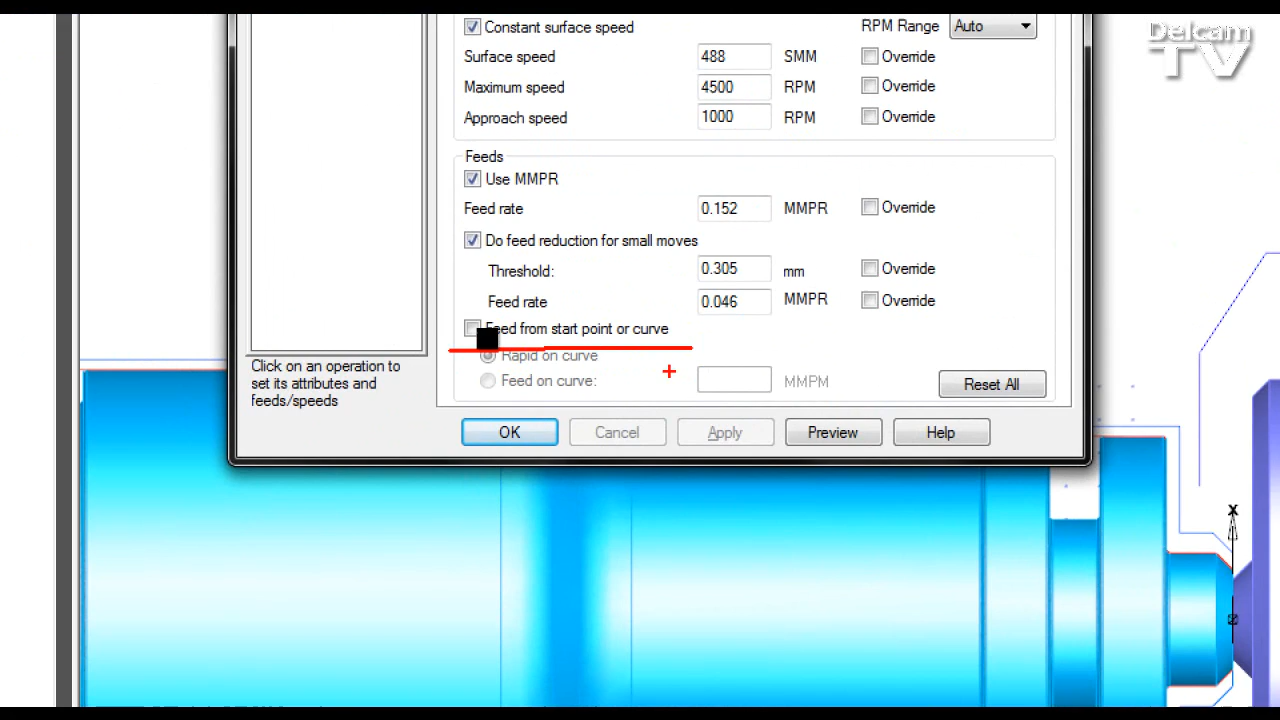 Constant surface speed RPM Range Auto
Surface speed 488 SMM Override
Maximum speed 4500 RPM Override
Approach speed 1000 RPM Override
Feeds
Use MMPR
Feed rate 0.152 MMPR Override
Do feed reduction for small moves
Threshold: 0.305 mm Override
Feed rate 0.046 MMPR Override
Feed from start point or curve
Rapid on curve
Feed on curve: MMPM
Reset All
Click on an operation to
set its attributes and
feeds/speeds
OK Cancel Apply Preview Help
Delcam
TV
X